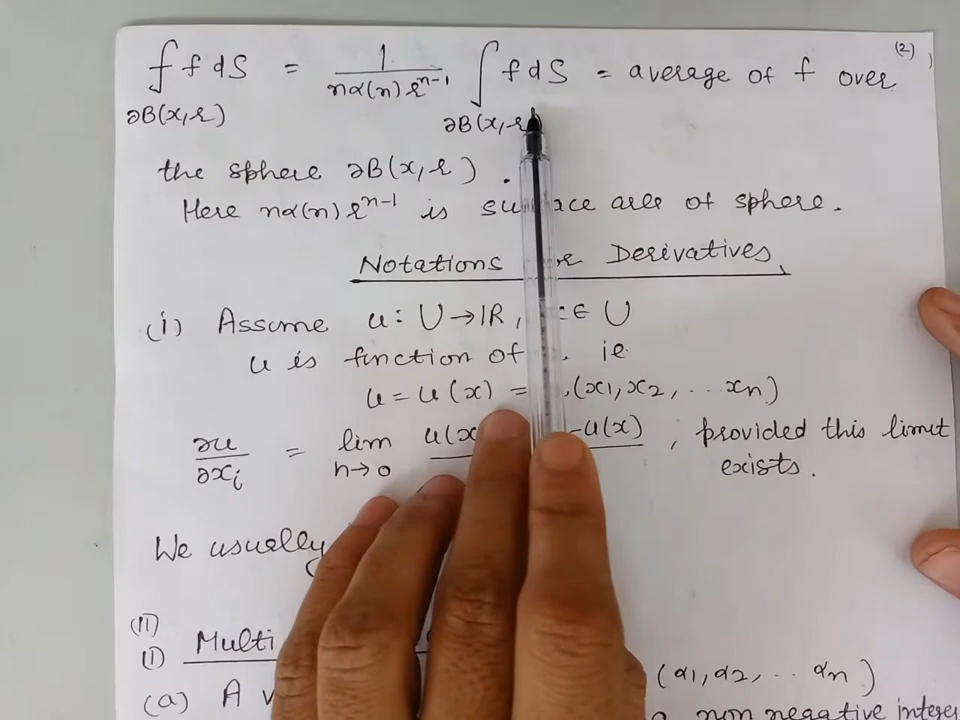 (2)
⨍ f dS = 1/(nα(n) r^(n-1)) ∫ f dS = average of f over
∂B(x,r) ∂B(x,r
the sphere ∂B(x,r).
Here nα(n) r^(n-1) is su ace area of sphere.
Notations Derivatives
(i) Assume u: U→IR, ∈ U
u is function of ie
u = u(x) = (x1, x2, ... xn)
∂u/∂xi = lim h→0 u(x -u(x) , provided this limit
exists.
We usually
(II)
(I) Multi (α1, α2, ... αn)
(a) A non negative